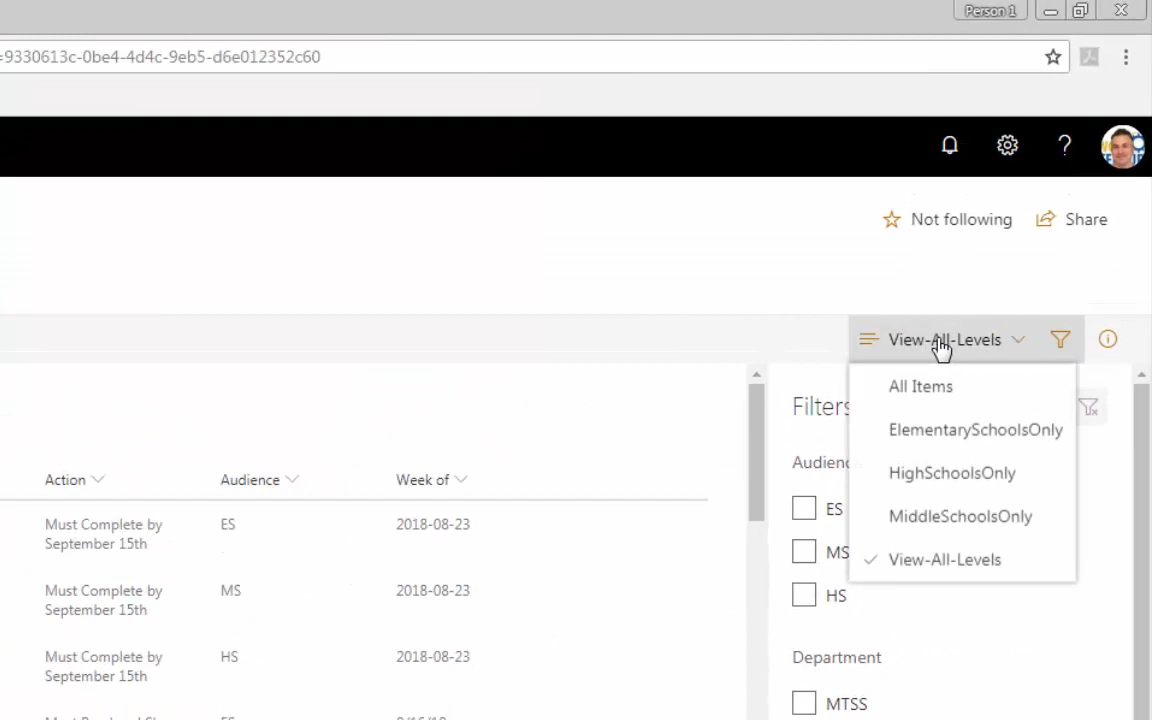 Person 1
=9330613c-0be4-4d4c-9eb5-d6e012352c60
?
Not following
Share
View-All-Levels
All Items
ElementarySchoolsOnly
HighSchoolsOnly
MiddleSchoolsOnly
View-All-Levels
Filters
Audience
ES
MS
HS
Department
MTSS
Action
Audience
Week of
Must Complete by
September 15th
ES
2018-08-23
Must Complete by
September 15th
MS
2018-08-23
Must Complete by
September 15th
HS
2018-08-23